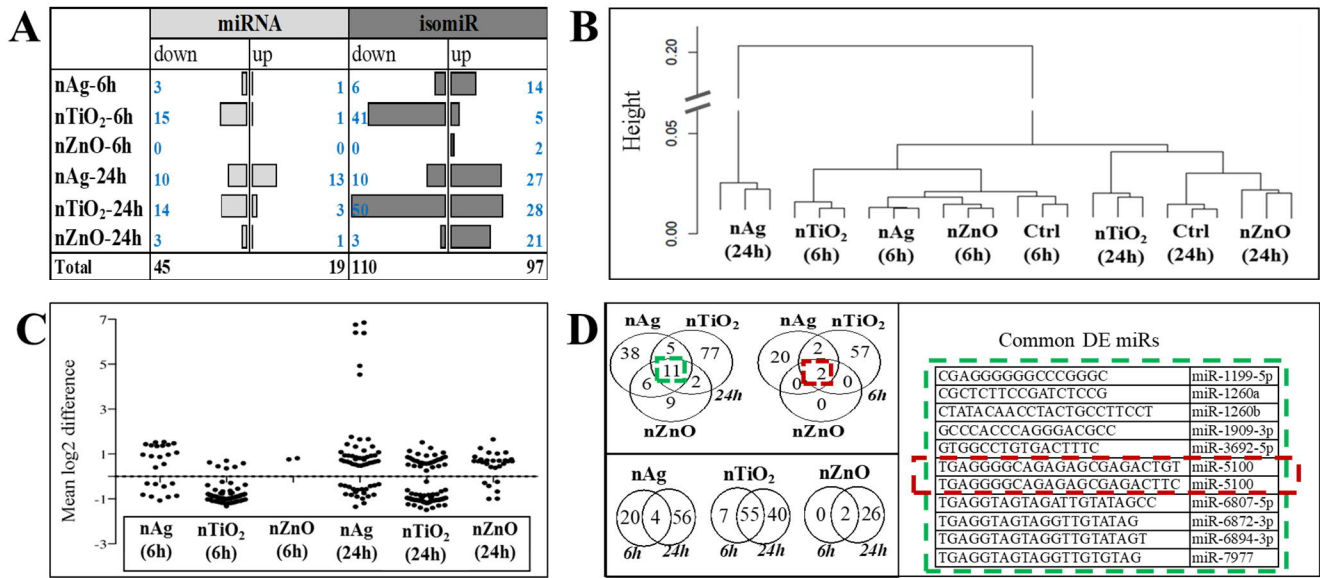 A
miRNA isomiR
down up down up
nAg-6h 3 1 6 14
nTiO₂-6h 15 1 41 5
nZnO-6h 0 0 0 2
nAg-24h 10 13 10 27
nTiO₂-24h 14 3 50 28
nZnO-24h 3 1 3 21
Total 45 19 110 97
B
Height
0.20
0.05
0.00
nAg (24h)
nTiO₂ (6h)
nAg (6h)
nZnO (6h)
Ctrl (6h)
nTiO₂ (24h)
Ctrl (24h)
nZnO (24h)
C
Mean log2 difference
7
5
3
1
-1
-3
nAg (6h)
nTiO₂ (6h)
nZnO (6h)
nAg (24h)
nTiO₂ (24h)
nZnO (24h)
D
nAg nTiO₂
38 5 77
11
6 2
24h
9
nZnO
nAg nTiO₂
20 2 57
2
0 0
6h
0
nZnO
nAg
20 4 56
6h 24h
nTiO₂
7 55 40
6h 24h
nZnO
0 2 26
6h 24h
Common DE miRs
CGAGGGGGGCCCGGGC miR-1199-5p
CGCTCTTCCGATCTCCG miR-1260a
CTATACAACCTACTGCCTTCCT miR-1260b
GCCCACCCAGGGACGCC miR-1909-3p
GTGGCCTGTGACTTTC miR-3692-5p
TGAGGGGCAGAGAGCGAGACTGT miR-5100
TGAGGGGCAGAGAGCGAGACTTC miR-5100
TGAGGTAGTAGATTGTATAGCC miR-6807-5p
TGAGGTAGTAGGTTGTATAG miR-6872-3p
TGAGGTAGTAGGTTGTATAGT miR-6894-3p
TGAGGTAGTAGGTTGTGTAG miR-7977